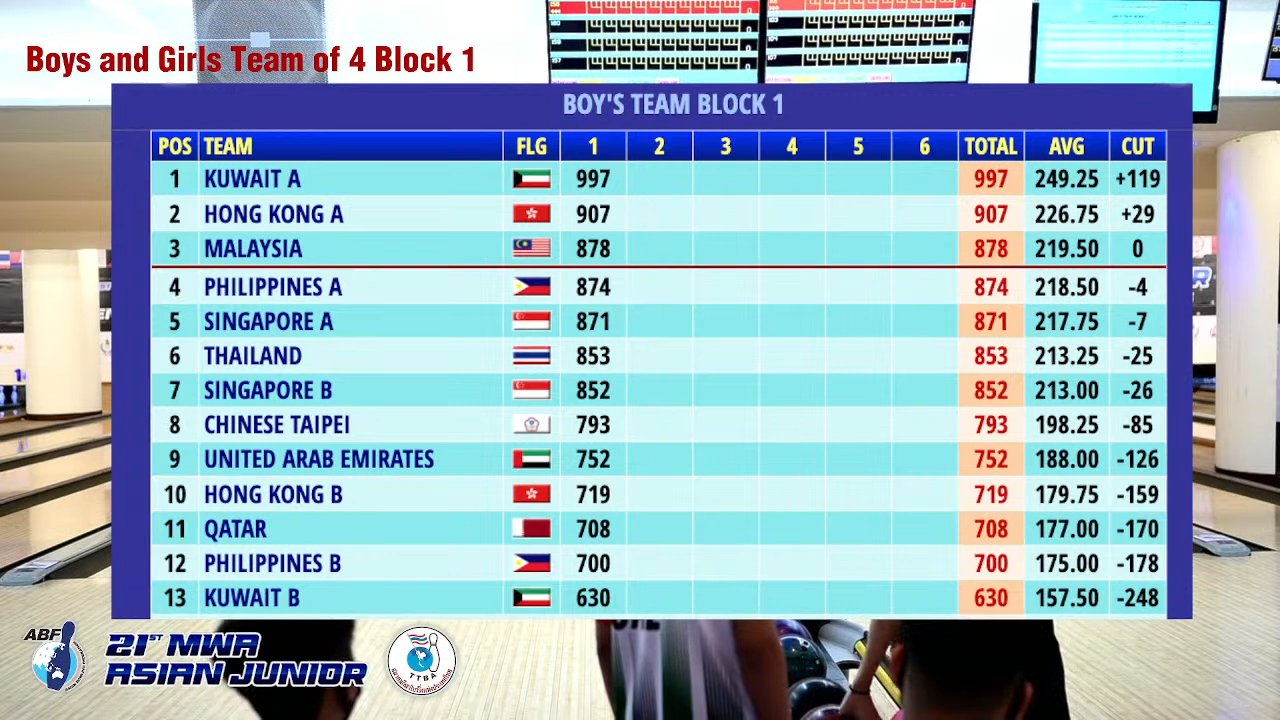 Boys and Girls Team of 4 Block 1
BOY'S TEAM BLOCK 1
POS TEAM FLG 1 2 3 4 5 6 TOTAL AVG CUT
1 KUWAIT A 997 997 249.25 +119
2 HONG KONG A 907 907 226.75 +29
3 MALAYSIA 878 878 219.50 0
4 PHILIPPINES A 874 874 218.50 -4
5 SINGAPORE A 871 871 217.75 -7
6 THAILAND 853 853 213.25 -25
7 SINGAPORE B 852 852 213.00 -26
8 CHINESE TAIPEI 793 793 198.25 -85
9 UNITED ARAB EMIRATES 752 752 188.00 -126
10 HONG KONG B 719 719 179.75 -159
11 QATAR 708 708 177.00 -170
12 PHILIPPINES B 700 700 175.00 -178
13 KUWAIT B 630 630 157.50 -248
ABF
21ST MWA
ASIAN JUNIOR
TTBA